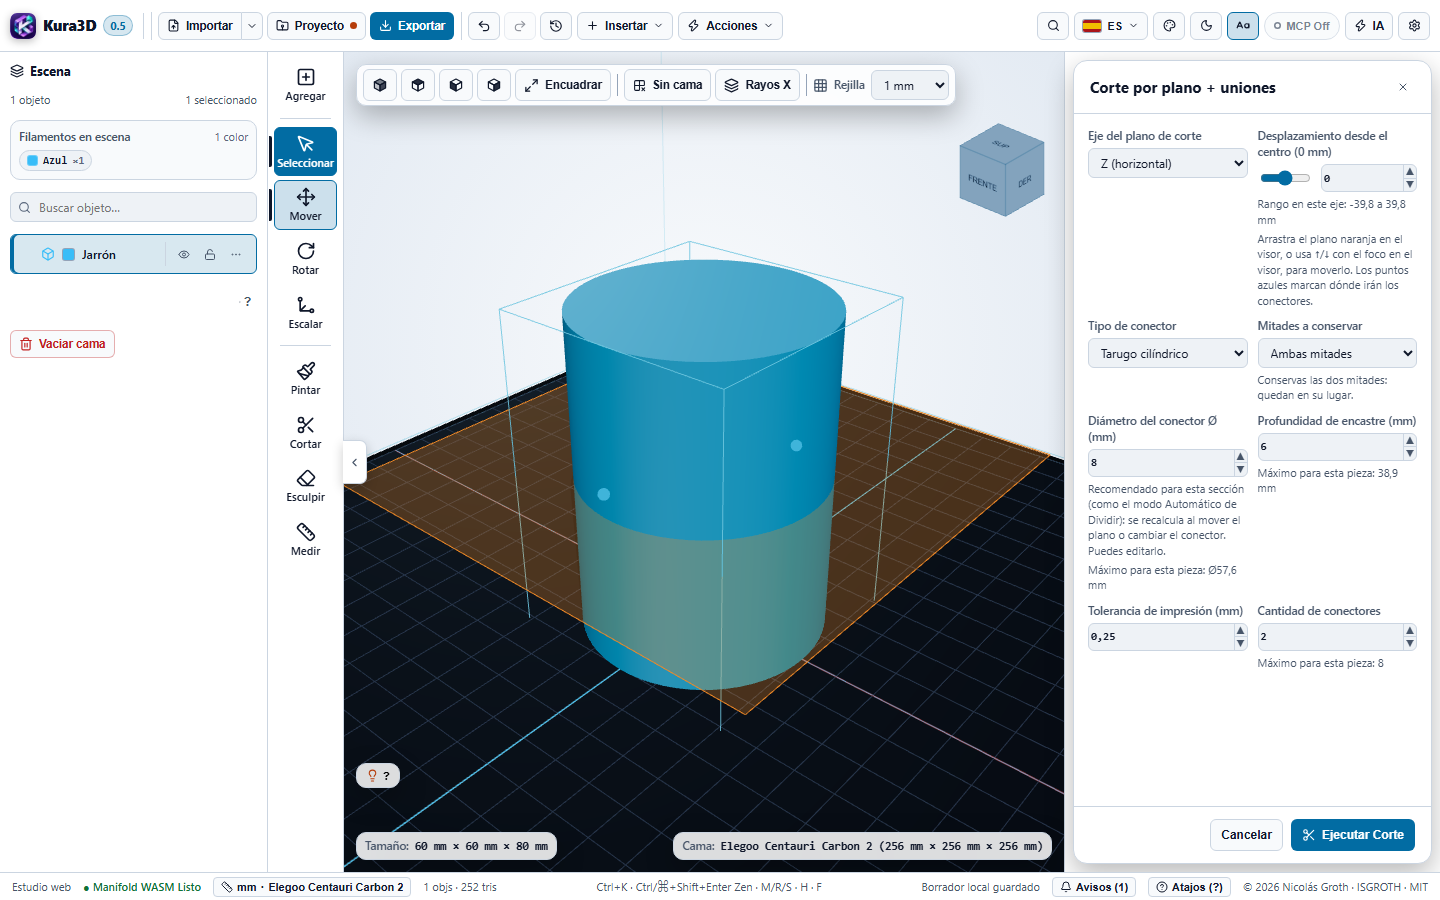 Kura3D 0.5 Importar Proyecto Exportar Insertar Acciones ES Aa MCP Off IA
Escena
1 objeto 1 seleccionado
Filamentos en escena 1 color
Azul ×1
Buscar objeto...
Jarrón
?
Vaciar cama
Agregar
Seleccionar
Mover
Rotar
Escalar
Pintar
Cortar
Esculpir
Medir
Encuadrar Sin cama Rayos X Rejilla 1 mm
FRENTE DER
?
Tamaño: 60 mm × 60 mm × 80 mm
Cama: Elegoo Centauri Carbon 2 (256 mm × 256 mm × 256 mm)
Corte por plano + uniones
Eje del plano de corte
Z (horizontal)
Desplazamiento desde el
centro (0 mm)
0
Rango en este eje: -39,8 a 39,8
mm
Arrastra el plano naranja en el
visor, o usa ↑/↓ con el foco en el
visor, para moverlo. Los puntos
azules marcan dónde irán los
conectores.
Tipo de conector
Tarugo cilíndrico
Mitades a conservar
Ambas mitades
Conservas las dos mitades:
quedan en su lugar.
Diámetro del conector Ø
(mm)
8
Recomendado para esta sección
(como el modo Automático de
Dividir): se recalcula al mover el
plano o cambiar el conector.
Puedes editarlo.
Máximo para esta pieza: Ø57,6
mm
Profundidad de encastre (mm)
6
Máximo para esta pieza: 38,9
mm
Tolerancia de impresión (mm)
0,25
Cantidad de conectores
2
Máximo para esta pieza: 8
Cancelar Ejecutar Corte
Estudio web ● Manifold WASM Listo mm · Elegoo Centauri Carbon 2 1 objs · 252 tris Ctrl+K · Ctrl/⌘+Shift+Enter Zen · M/R/S · H · F Borrador local guardado Avisos (1) Atajos (?) © 2026 Nicolás Groth · ISGROTH · MIT